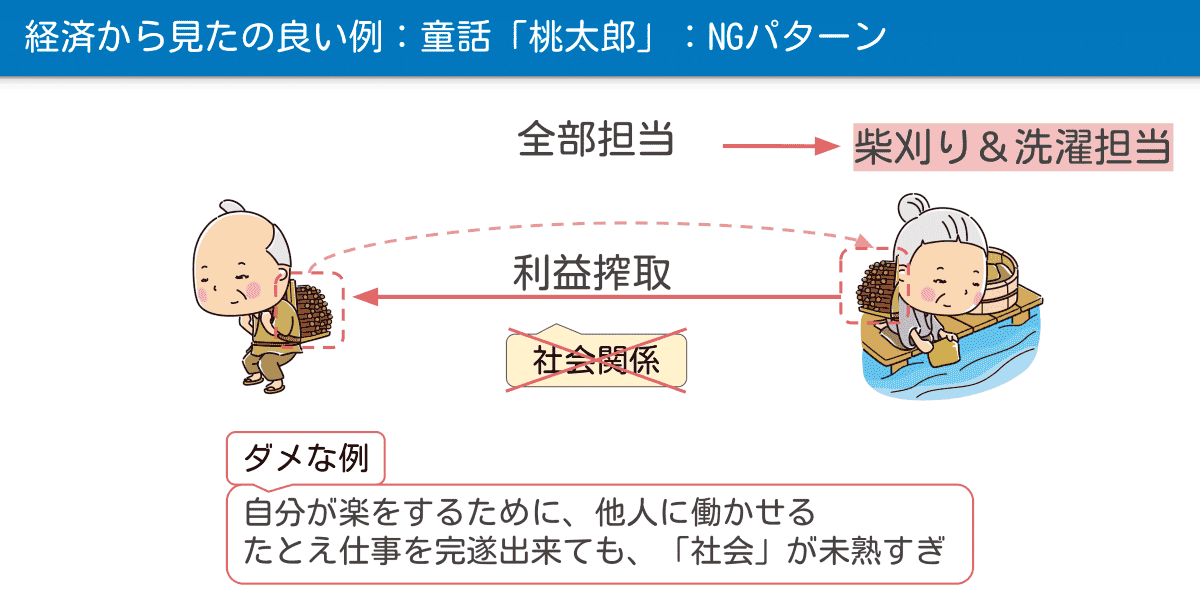 経済から見たの良い例：童話「桃太郎」：NGパターン
全部担当
柴刈り＆洗濯担当
利益搾取
社会関係
ダメな例
自分が楽をするために、他人に働かせる
たとえ仕事を完遂出来ても、「社会」が未熟すぎ